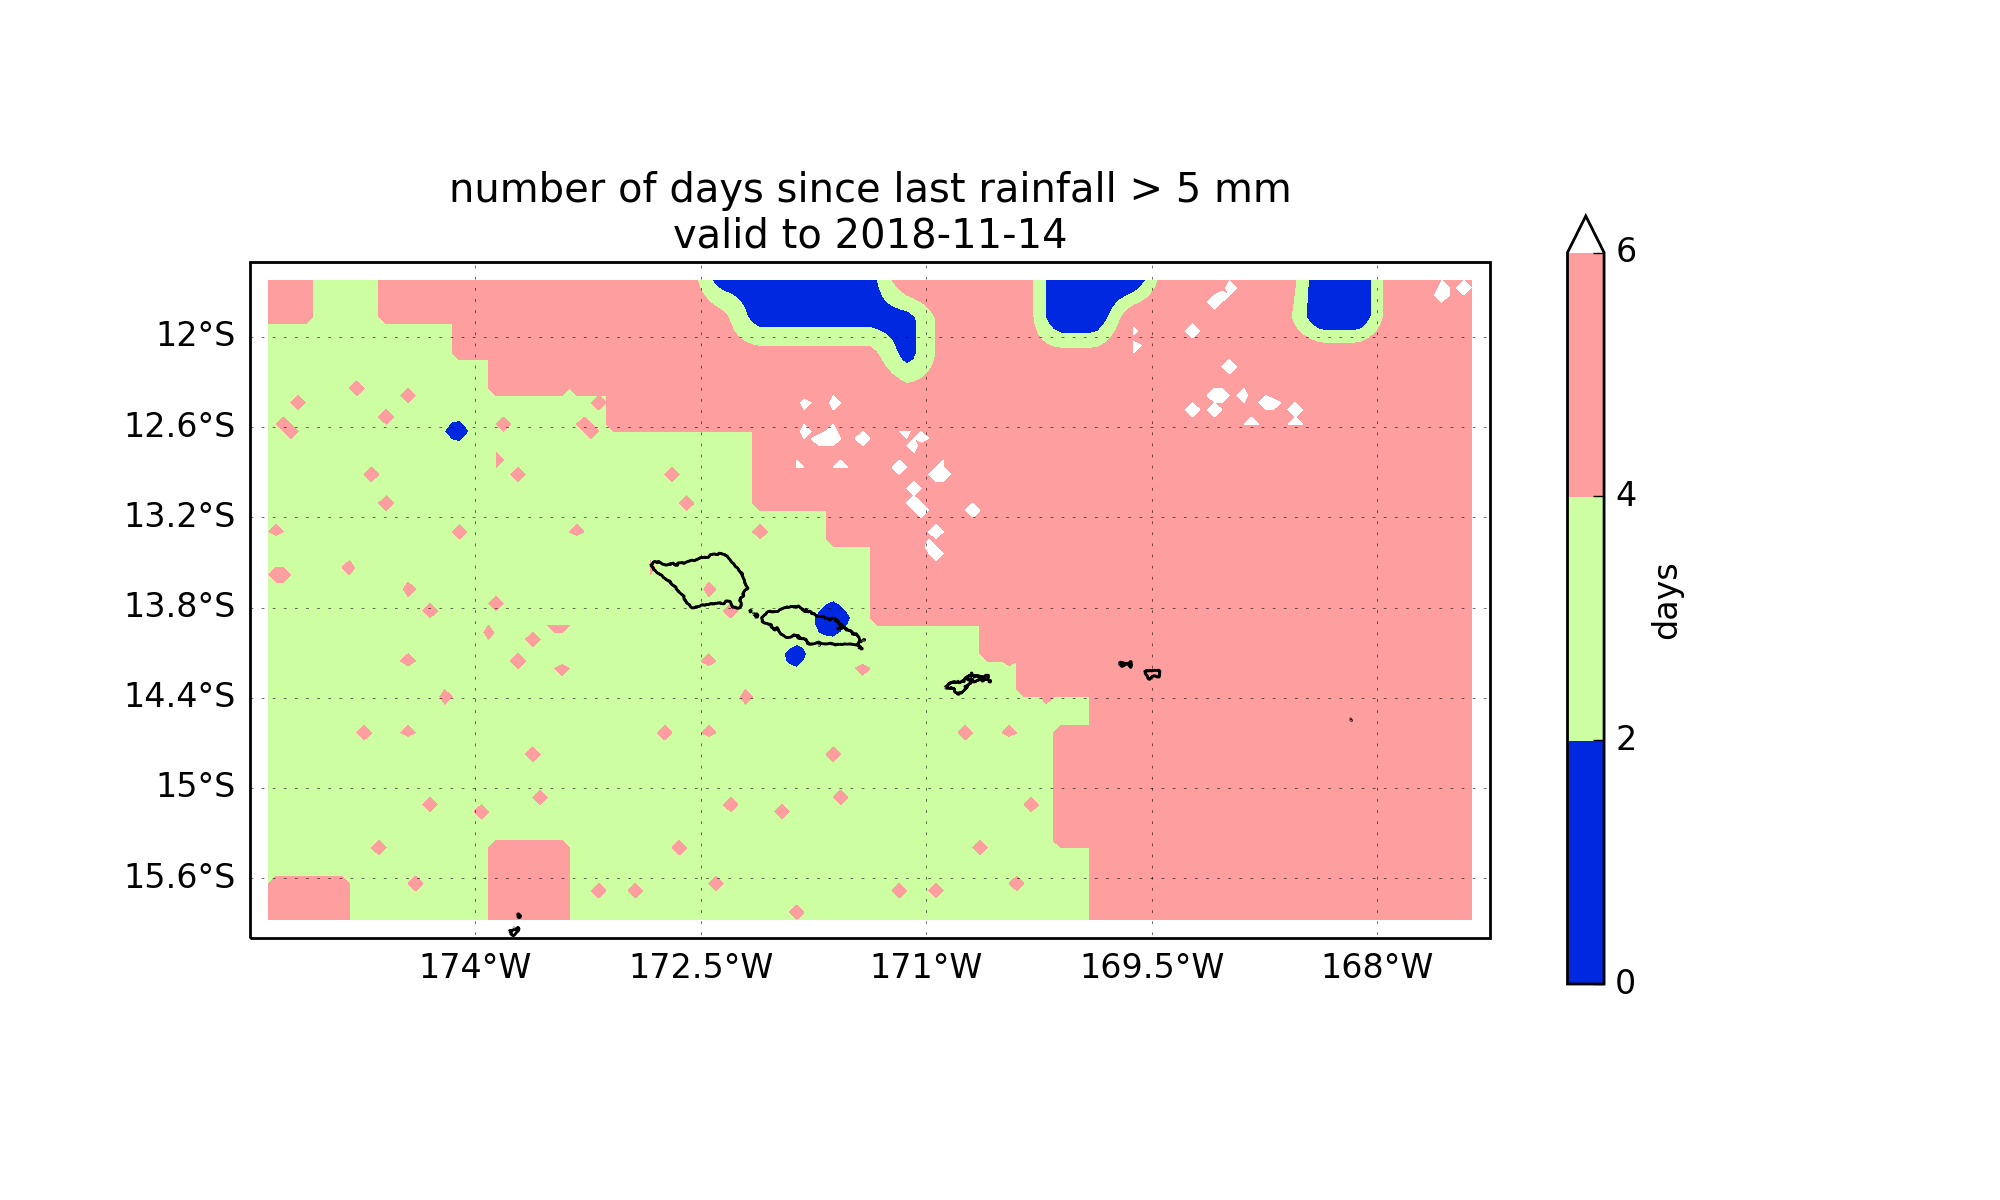 number of days since last rainfall > 5 mm
valid to 2018-11-14
12°S
12.6°S
13.2°S
13.8°S
14.4°S
15°S
15.6°S
174°W
172.5°W
171°W
169.5°W
168°W
6
4
2
0
days